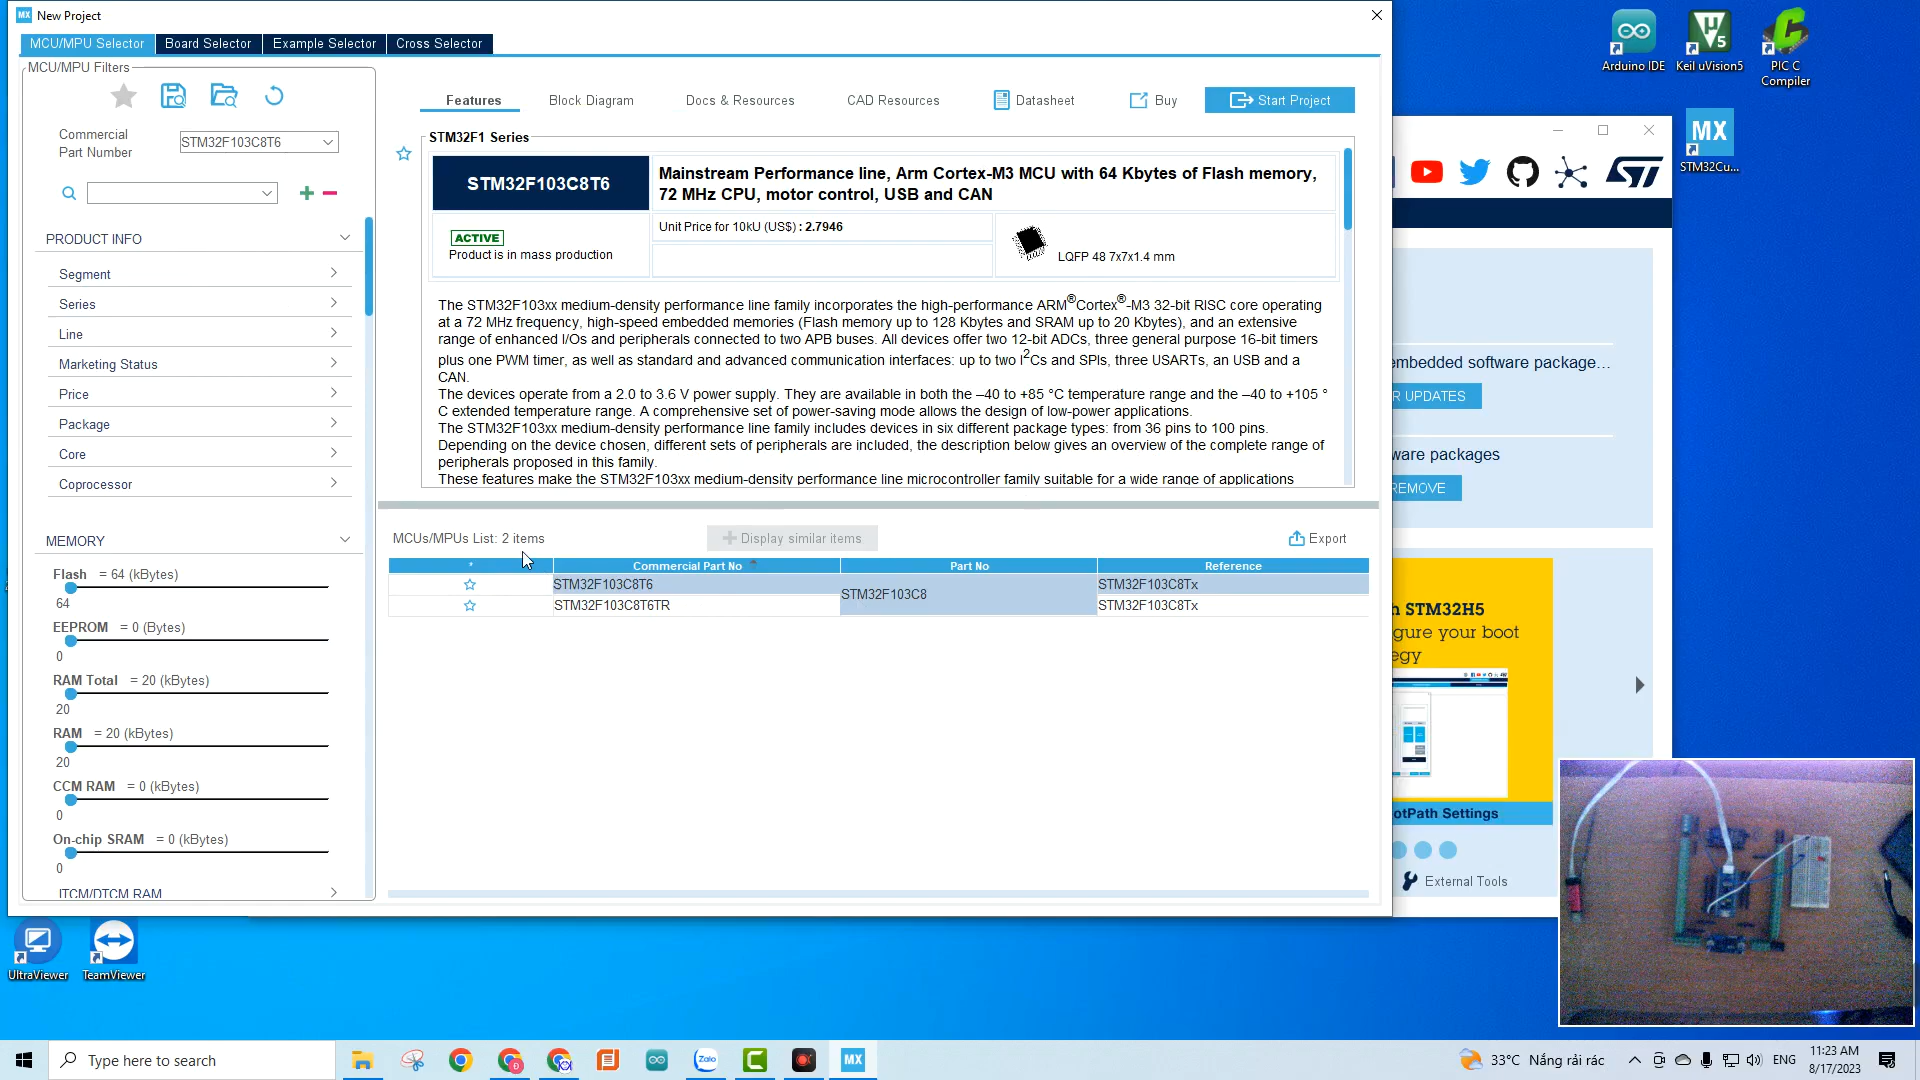 New Project
MCU/MPU Selector
Board Selector
Example Selector
Cross Selector
MCU/MPU Filters
Commercial
Part Number
STM32F103C8T6
PRODUCT INFO
Segment
Series
Line
Marketing Status
Price
Package
Core
Coprocessor
MEMORY
Flash = 64 (kBytes)
64
EEPROM = 0 (Bytes)
0
RAM Total = 20 (kBytes)
20
RAM = 20 (kBytes)
20
CCM RAM = 0 (kBytes)
0
On-chip SRAM = 0 (kBytes)
0
ITCM/DTCM RAM
Features
Block Diagram
Docs & Resources
CAD Resources
Datasheet
Buy
Start Project
STM32F1 Series
STM32F103C8T6
Mainstream Performance line, Arm Cortex-M3 MCU with 64 Kbytes of Flash memory,
72 MHz CPU, motor control, USB and CAN
ACTIVE
Product is in mass production
Unit Price for 10kU (US$) : 2.7946
LQFP 48 7x7x1.4 mm
The STM32F103xx medium-density performance line family incorporates the high-performance ARM®Cortex®-M3 32-bit RISC core operating
at a 72 MHz frequency, high-speed embedded memories (Flash memory up to 128 Kbytes and SRAM up to 20 Kbytes), and an extensive
range of enhanced I/Os and peripherals connected to two APB buses. All devices offer two 12-bit ADCs, three general purpose 16-bit timers
plus one PWM timer, as well as standard and advanced communication interfaces: up to two I²Cs and SPIs, three USARTs, an USB and a
CAN.
The devices operate from a 2.0 to 3.6 V power supply. They are available in both the –40 to +85 °C temperature range and the –40 to +105 °
C extended temperature range. A comprehensive set of power-saving mode allows the design of low-power applications.
The STM32F103xx medium-density performance line family includes devices in six different package types: from 36 pins to 100 pins.
Depending on the device chosen, different sets of peripherals are included, the description below gives an overview of the complete range of
peripherals proposed in this family.
These features make the STM32F103xx medium-density performance line microcontroller family suitable for a wide range of applications
MCUs/MPUs List: 2 items
Display similar items
Export
* Commercial Part No Part No Reference
STM32F103C8T6 STM32F103C8 STM32F103C8Tx
STM32F103C8T6TR STM32F103C8Tx
Arduino IDE
Keil uVision5
PIC C
Compiler
MX
STM32Cu...
mbedded software package...
R UPDATES
ware packages
REMOVE
h STM32H5
gure your boot
egy
otPath Settings
External Tools
UltraViewer
TeamViewer
Type here to search
Zalo
MX
33°C Nắng rải rác
ENG
11:23 AM
8/17/2023